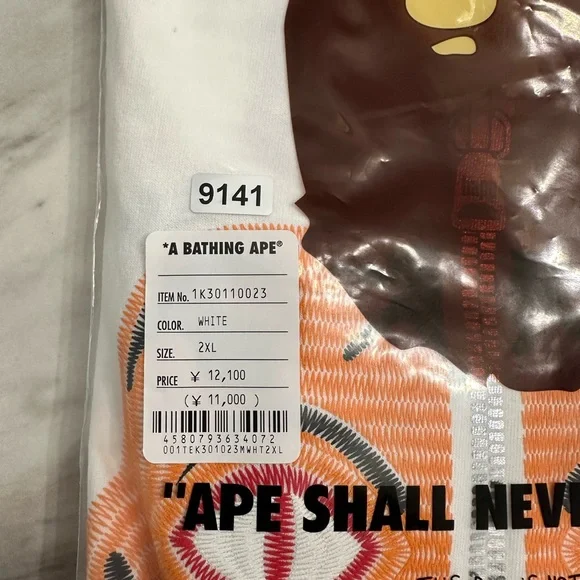 9141
*A BATHING APE®
ITEM No. 1K30110023
COLOR. WHITE
SIZE. 2XL
PRICE ¥ 12,100
( ¥ 11,000 )
4580793634072
001TEK301023MWHT2XL
"APE SHALL NEVE